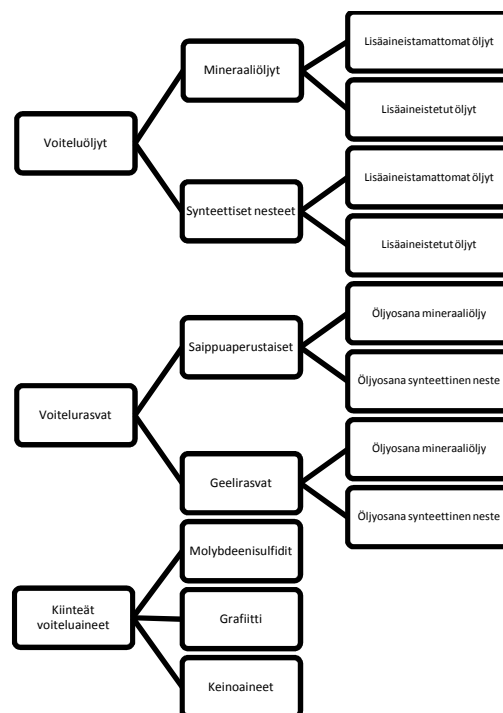 Voiteluöljyt
Mineraaliöljyt
Lisäaineistamattomat öljyt
Lisäaineistetut öljyt
Synteettiset nesteet
Lisäaineistamattomat öljyt
Lisäaineistetut öljyt
Voitelurasvat
Saippuaperustaiset
Öljyosana mineraaliöljy
Öljyosana synteettinen neste
Geelirasvat
Öljyosana mineraaliöljy
Öljyosana synteettinen neste
Kiinteät
voiteluaineet
Molybdeenisulfidit
Grafiitti
Keinoaineet